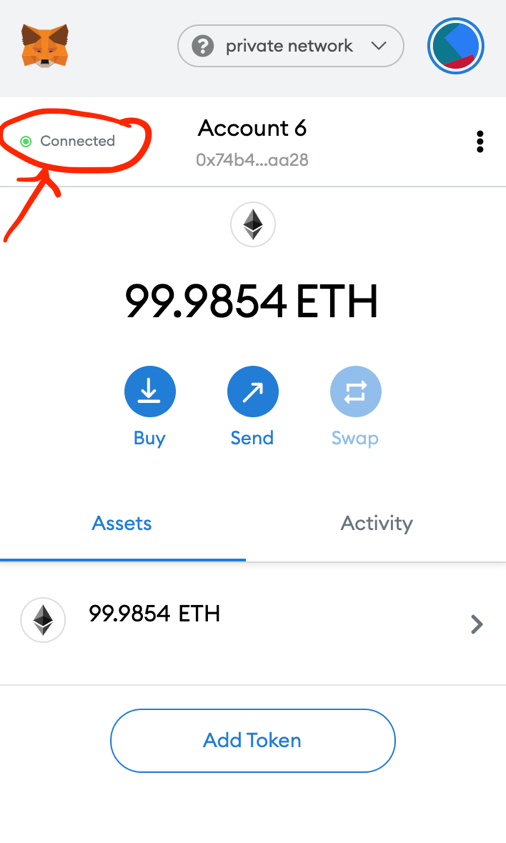 ? private network
Connected
Account 6
0x74b4...aa28
99.9854 ETH
Buy
Send
Swap
Assets
Activity
99.9854 ETH
Add Token